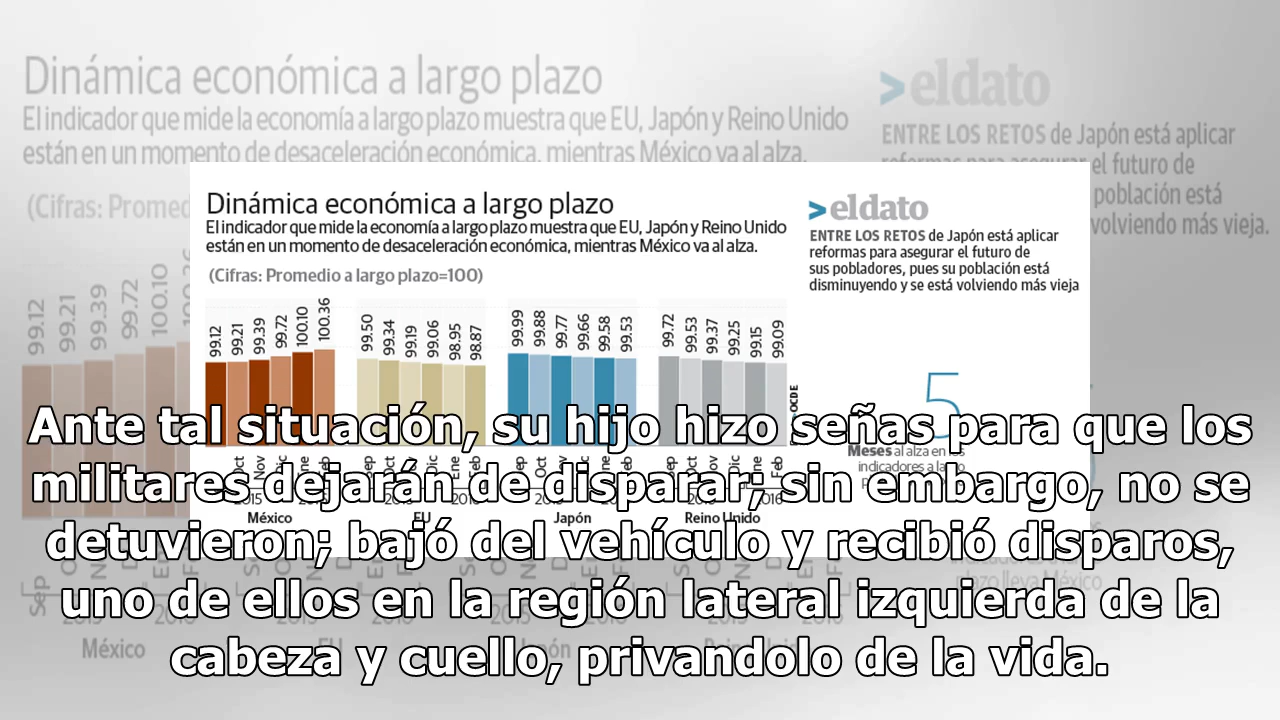 Dinámica económica a largo plazo
El indicador que mide la economía a largo plazo muestra que EU, Japón y Reino Unido
están en un momento de desaceleración económica, mientras México va al alza.
(Cifras: Promedio a largo plazo=100)
>eldato
ENTRE LOS RETOS de Japón está aplicar
reformas para asegurar el futuro de
sus pobladores, pues su población está
disminuyendo y se está volviendo más vieja
99.12 99.21 99.39 99.72 100.10 100.36
99.50 99.34 99.19 99.06 98.95 98.87
99.99 99.88 99.77 99.66 99.58 99.53
99.72 99.53 99.37 99.25 99.15 99.09
5
Meses al alza en los
indicadores a largo
México EU Japón Reino Unido
Ante tal situación, su hijo hizo señas para que los
militares dejarán de disparar; sin embargo, no se
detuvieron; bajó del vehículo y recibió disparos,
uno de ellos en la región lateral izquierda de la
cabeza y cuello, privandolo de la vida.